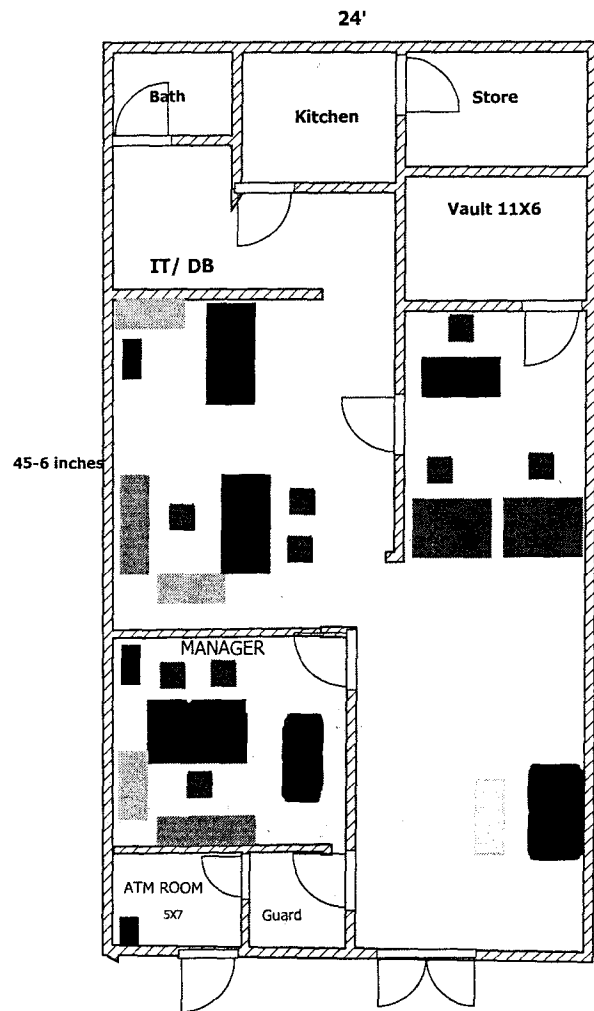 24'
Bath
Kitchen
Store
Vault 11X6
IT/ DB
45-6 inches
MANAGER
ATM ROOM
5X7
Guard